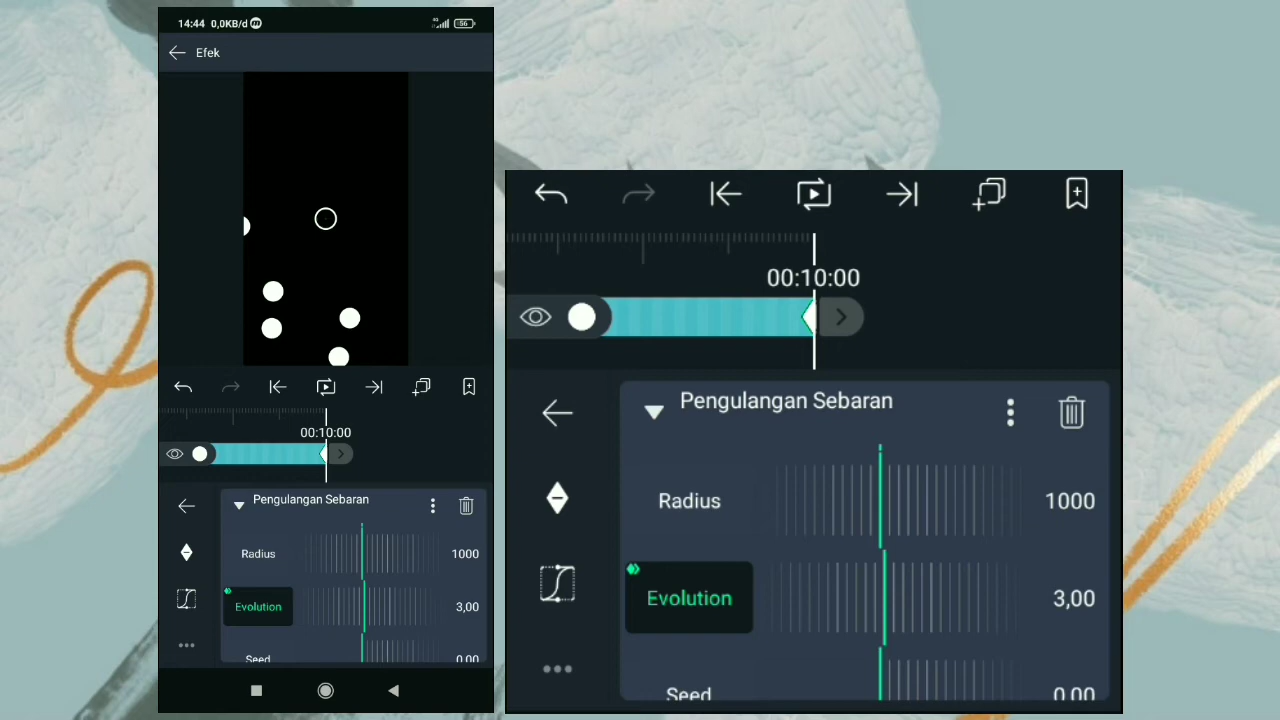 14:44 0,0KB/d
56
Efek
00:10:00
Pengulangan Sebaran
Radius 1000
Evolution 3,00
Seed 0,00
00:10:00
Pengulangan Sebaran
Radius 1000
Evolution 3,00
Seed 0,00